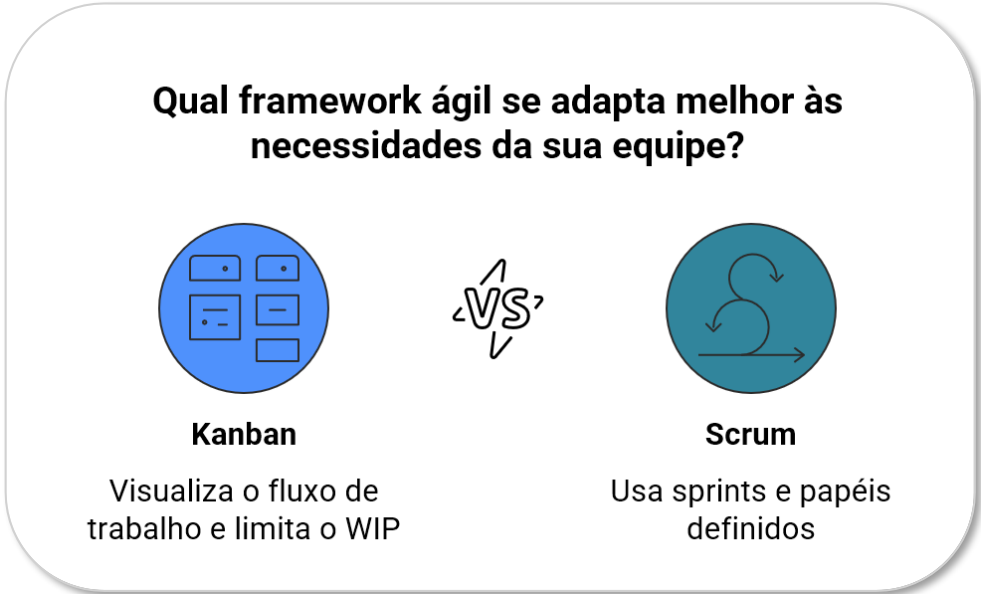 Qual framework ágil se adapta melhor às
necessidades da sua equipe?
VS
Kanban
Scrum
Visualiza o fluxo de
trabalho e limita o WIP
Usa sprints e papéis
definidos